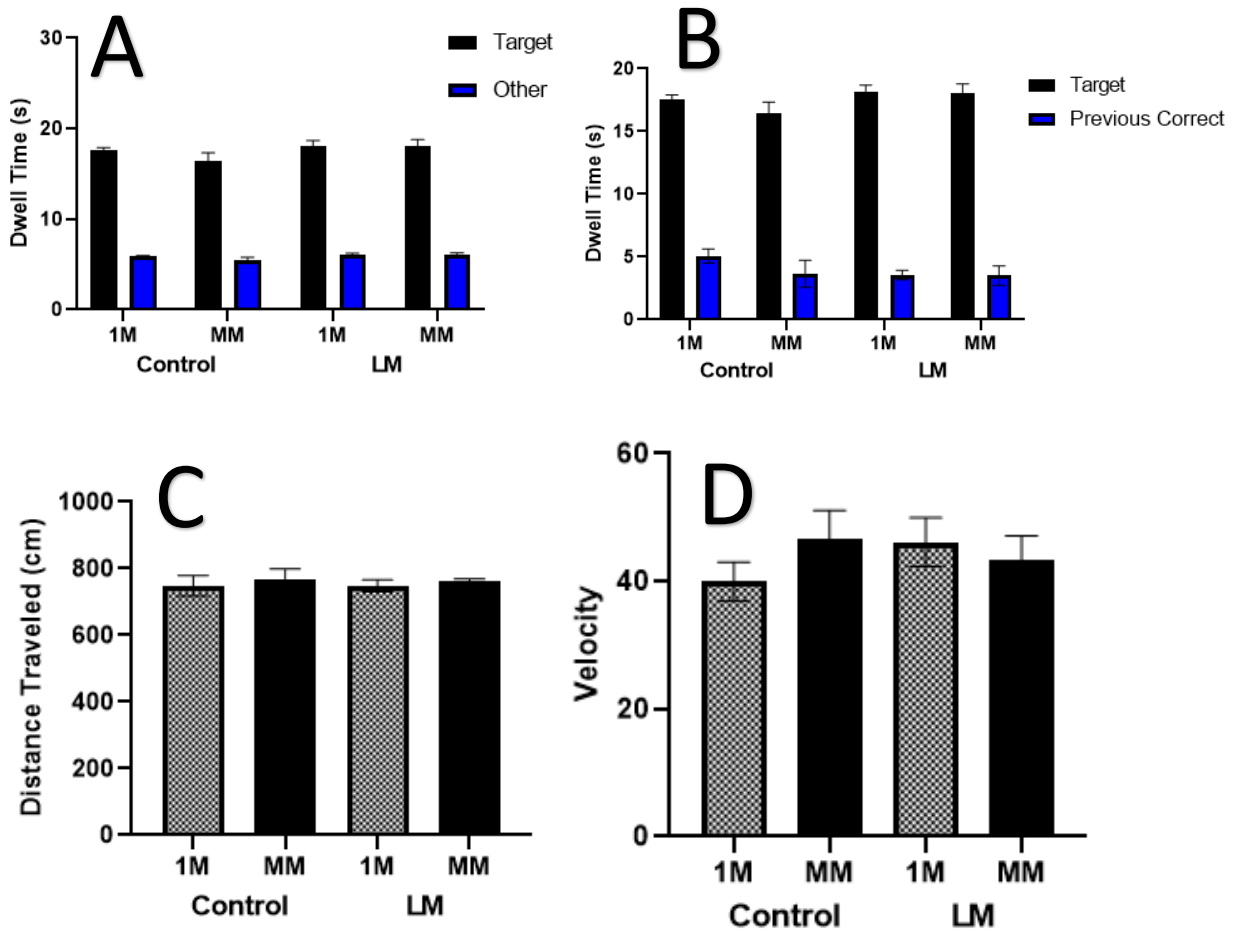 A
30
20
10
0
Dwell Time (s)
Target
Other
1M MM 1M MM
Control LM
B
20
15
10
5
0
Dwell Time (s)
Target
Previous Correct
1M MM 1M MM
Control LM
C
1000
800
600
400
200
0
Distance Traveled (cm)
1M MM 1M MM
Control LM
D
60
40
20
0
Velocity
1M MM 1M MM
Control LM